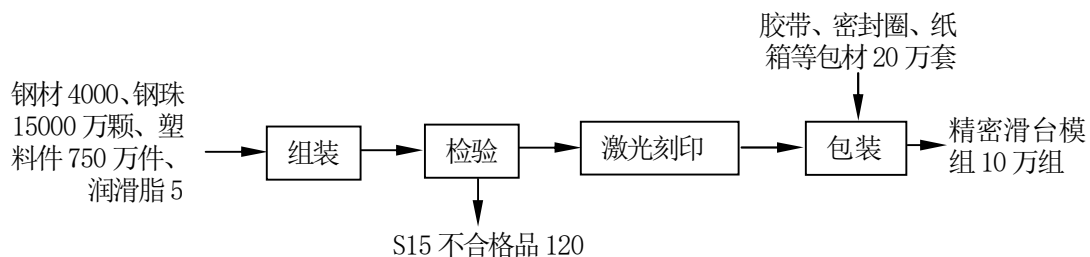 胶带、密封圈、纸
箱等包材 20 万套
钢材 4000、钢珠
15000 万颗、塑
料件 750 万件、
润滑脂 5
组装
检验
激光刻印
包装
精密滑台模
组 10 万组
S15 不合格品 120